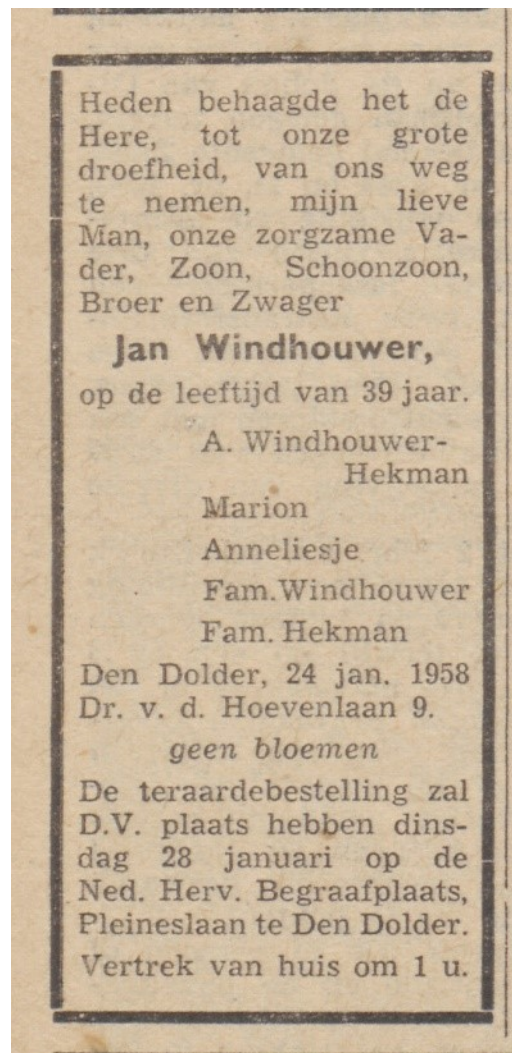 Heden behaagde het de
Here, tot onze grote
droefheid, van ons weg
te nemen, mijn lieve
Man, onze zorgzame Va-
der, Zoon, Schoonzoon,
Broer en Zwager
Jan Windhouwer,
op de leeftijd van 39 jaar.
A. Windhouwer-
Hekman
Marion
Anneliesje
Fam.Windhouwer
Fam. Hekman
Den Dolder, 24 jan. 1958
Dr. v. d. Hoevenlaan 9.
geen bloemen
De teraardebestelling zal
D.V. plaats hebben dins-
dag 28 januari op de
Ned. Herv. Begraafplaats,
Pleineslaan te Den Dolder.
Vertrek van huis om 1 u.